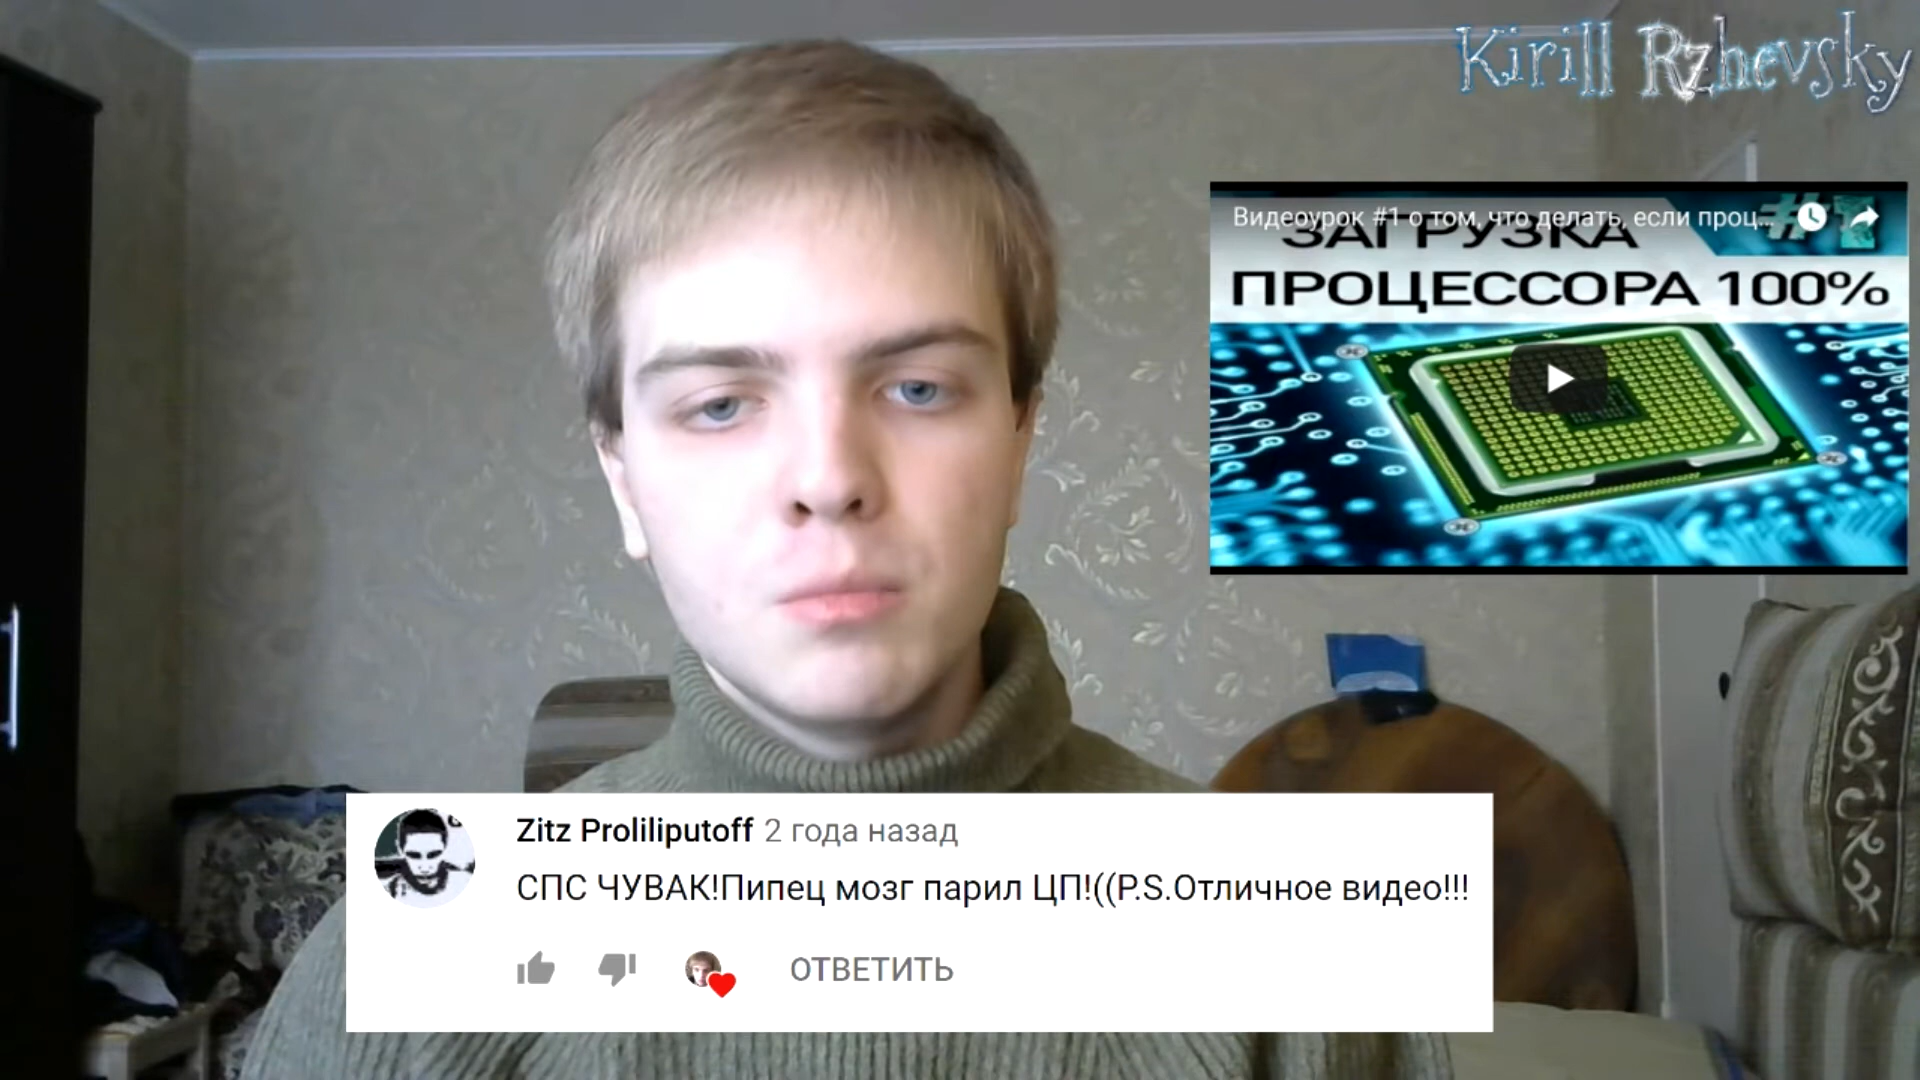 Kirill Rzhevsky
Видеоурок #1 о том, что делать, если проц...
#1
ЗАГРУЗКА
ПРОЦЕССОРА 100%
Zitz Proliliputoff 2 года назад
СПС ЧУВАК!Пипец мозг парил ЦП!((P.S.Отличное видео!!!
ОТВЕТИТЬ